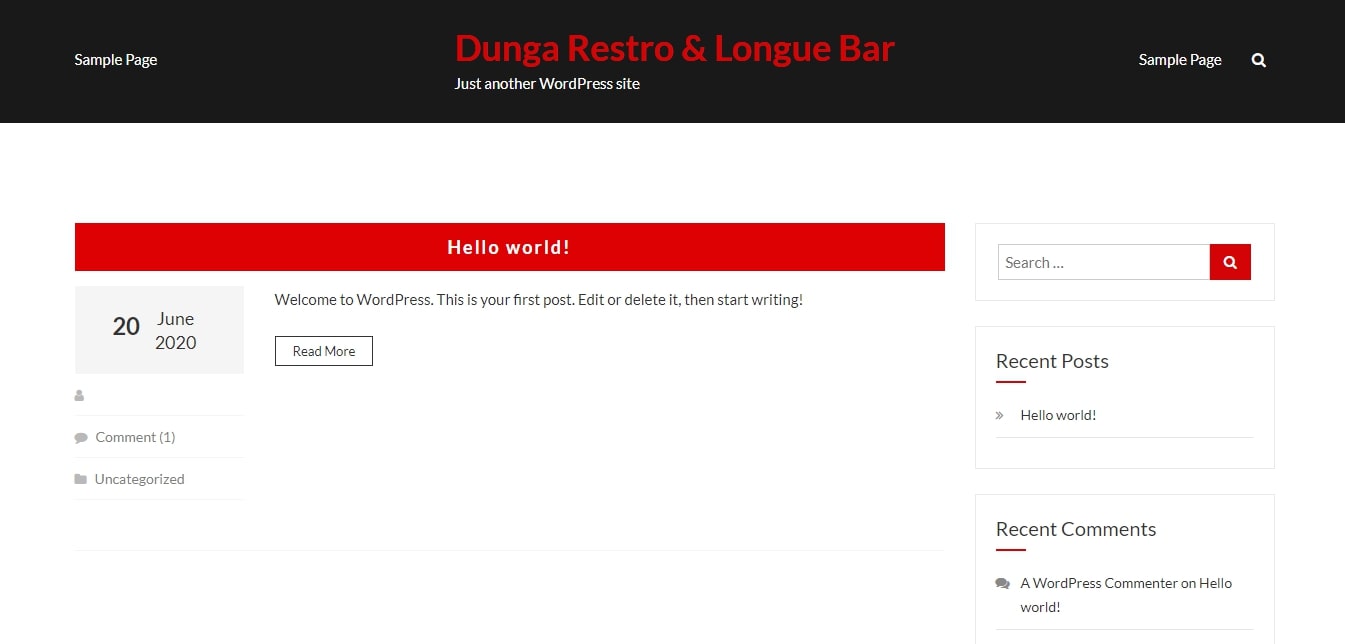 Sample Page
Dunga Restro & Longue Bar
Just another WordPress site
Sample Page
Hello world!
20
June
2020
Comment (1)
Uncategorized
Welcome to WordPress. This is your first post. Edit or delete it, then start writing!
Read More
Search ...
Recent Posts
Hello world!
Recent Comments
A WordPress Commenter on Hello
world!